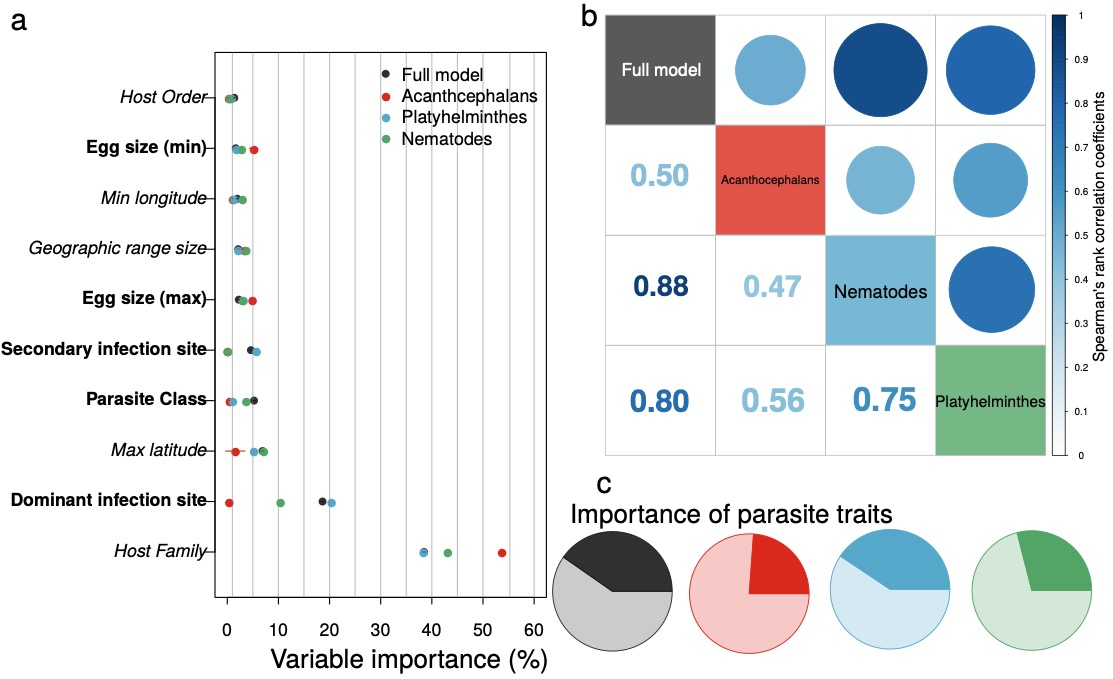 a
Full model
Acanthcephalans
Platyhelminthes
Nematodes
Host Order
Egg size (min)
Min longitude
Geographic range size
Egg size (max)
Secondary infection site
Parasite Class
Max latitude
Dominant infection site
Host Family
0 10 20 30 40 50 60
Variable importance (%)
b
Full model
0.50 Acanthocephalans
0.88 0.47 Nematodes
0.80 0.56 0.75 Platyhelminthes
1
0.9
0.8
0.7
0.6
0.5
0.4
0.3
0.2
0.1
0
Spearman's rank correlation coefficients
c
Importance of parasite traits